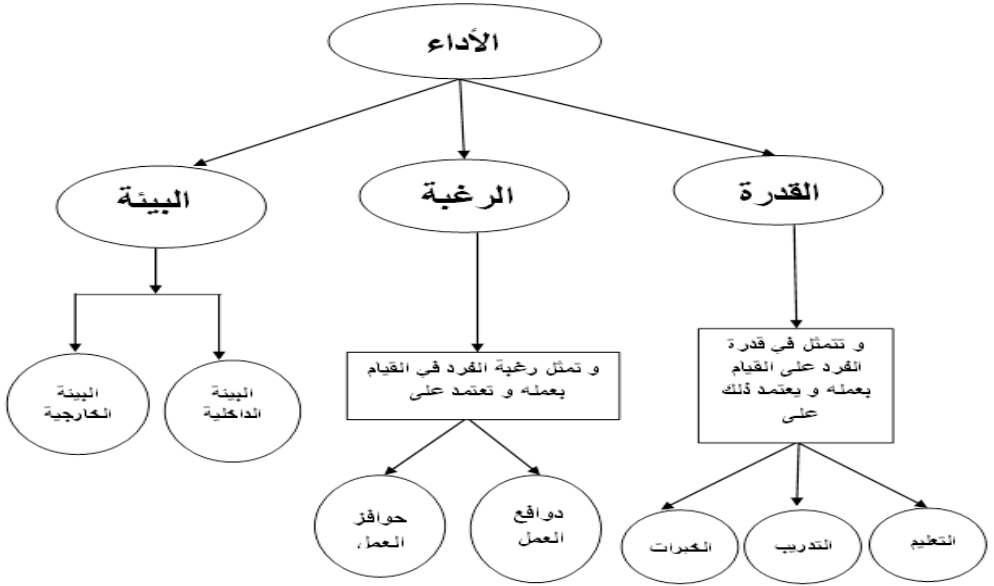 الأداء
القدرة
الرغبة
البيئة
و تتمثل في قدرة
الفرد على القيام
بعمله و يعتمد ذلك
على
و تمثل رغبة الفرد في القيام
بعمله و تعتمد على
البيئة
الداخلية
البيئة
الخارجية
التعليم
التدريب
الخبرات
دوافع
العمل
حوافز
العمل